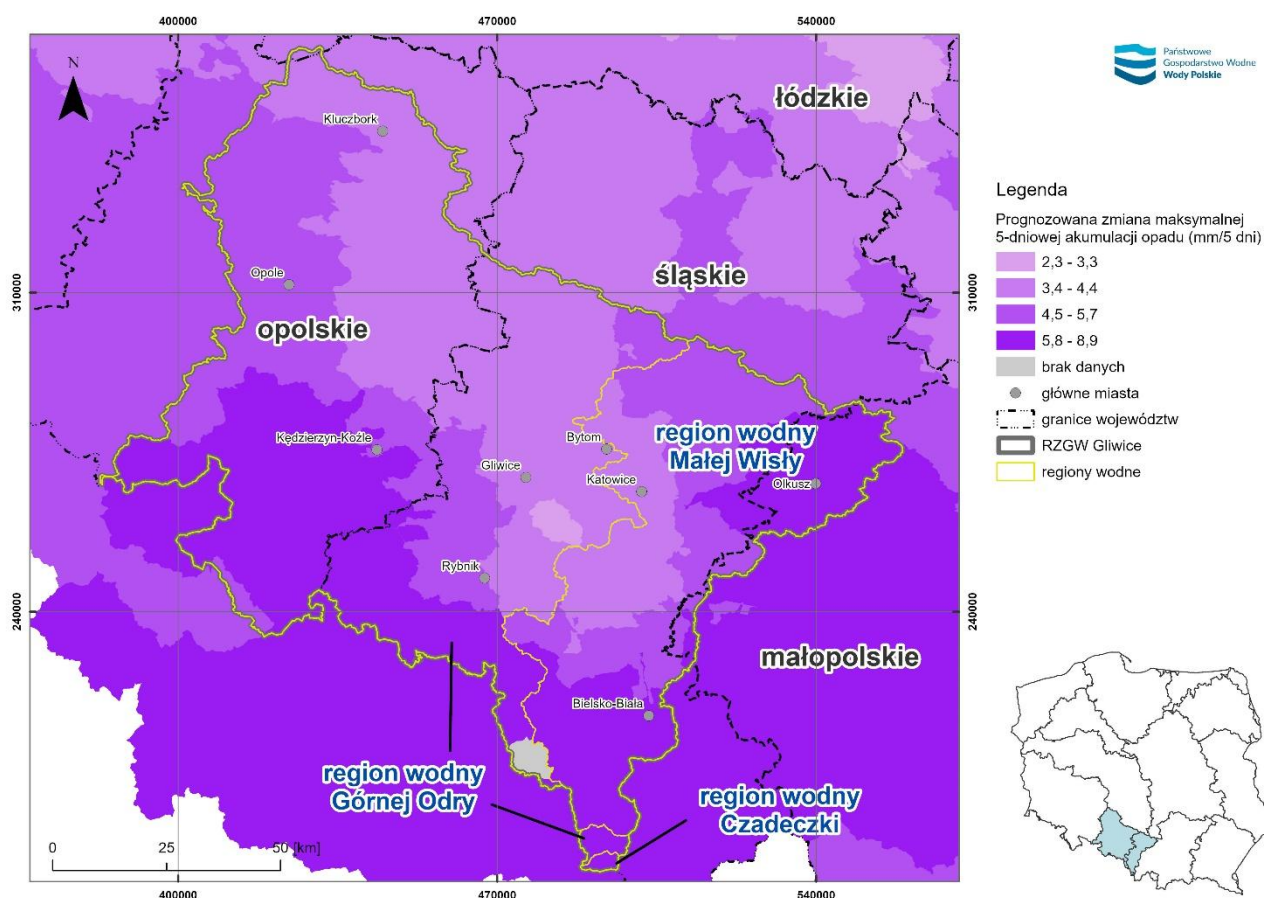 400000
470000
540000
N
łódzkie
Kluczbork
Opole
opolskie
śląskie
310000
310000
Kędzierzyn-Koźle
Gliwice
Bytom
Katowice
region wodny
Małej Wisły
Olkusz
Rybnik
240000
240000
małopolskie
Bielsko-Biała
region wodny
Górnej Odry
region wodny
Czadeczki
0
25
50 [km]
400000
470000
540000
Państwowe
Gospodarstwo Wodne
Wody Polskie
Legenda
Prognozowana zmiana maksymalnej
5-dniowej akumulacji opadu (mm/5 dni)
2,3 - 3,3
3,4 - 4,4
4,5 - 5,7
5,8 - 8,9
brak danych
główne miasta
granice województw
RZGW Gliwice
regiony wodne